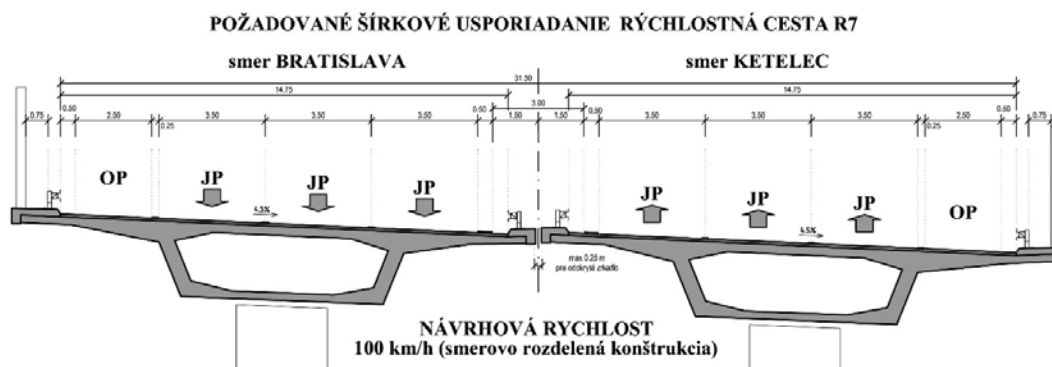 POŽADOVANÉ ŠÍRKOVÉ USPORIADANIE RÝCHLOSTNÁ CESTA R7
smer BRATISLAVA
smer KETELEC
31.50
14.75
14.75
3.00
0.75
0.50
2.50
0.25
3.50
3.50
3.50
0.50
1.50
1.50
0.50
3.50
3.50
3.50
0.25
2.50
0.50
0.75
OP
JP
JP
JP
JP
JP
JP
OP
4.5%
4.5%
max 0.25 m
pre odokryté zrkadlo
NÁVRHOVÁ RYCHLOST
100 km/h (smerovo rozdelená konštrukcia)